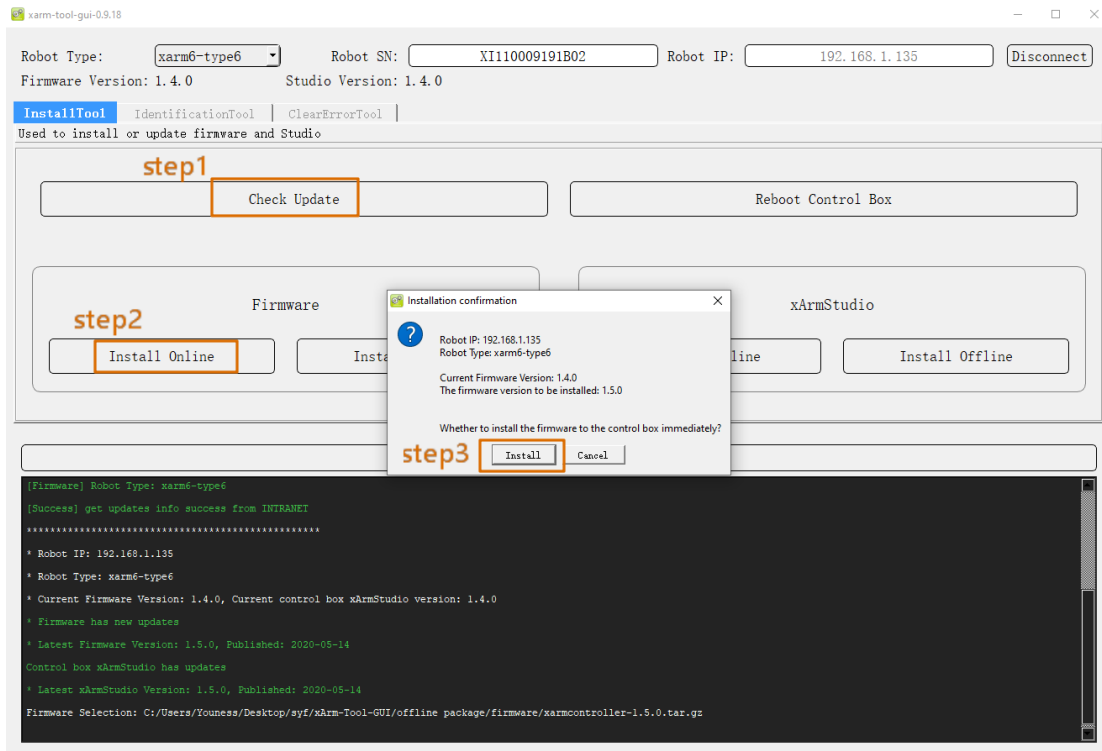 xarm-tool-gui-0.9.18
Robot Type: xarm6-type6 Robot SN: XI110009191B02 Robot IP: 192.168.1.135 Disconnect
Firmware Version: 1.4.0 Studio Version: 1.4.0
InstallTool IdentificationTool ClearErrorTool
Used to install or update firmware and Studio
step1
Check Update Reboot Control Box
Firmware xArmStudio
step2
Install Online Insta line Install Offline
Installation confirmation
?
Robot IP: 192.168.1.135
Robot Type: xarm6-type6
Current Firmware Version: 1.4.0
The firmware version to be installed: 1.5.0
Whether to install the firmware to the control box immediately?
step3 Install Cancel
[Firmware] Robot Type: xarm6-type6
[Success] get updates info success from INTRANET
**************************************************
* Robot IP: 192.168.1.135
* Robot Type: xarm6-type6
* Current Firmware Version: 1.4.0, Current control box xArmStudio version: 1.4.0
* Firmware has new updates
* Latest Firmware Version: 1.5.0, Published: 2020-05-14
Control box xArmStudio has updates
* Latest xArmStudio Version: 1.5.0, Published: 2020-05-14
Firmware Selection: C:/Users/Youness/Desktop/syf/xArm-Tool-GUI/offline package/firmware/xarmcontroller-1.5.0.tar.gz